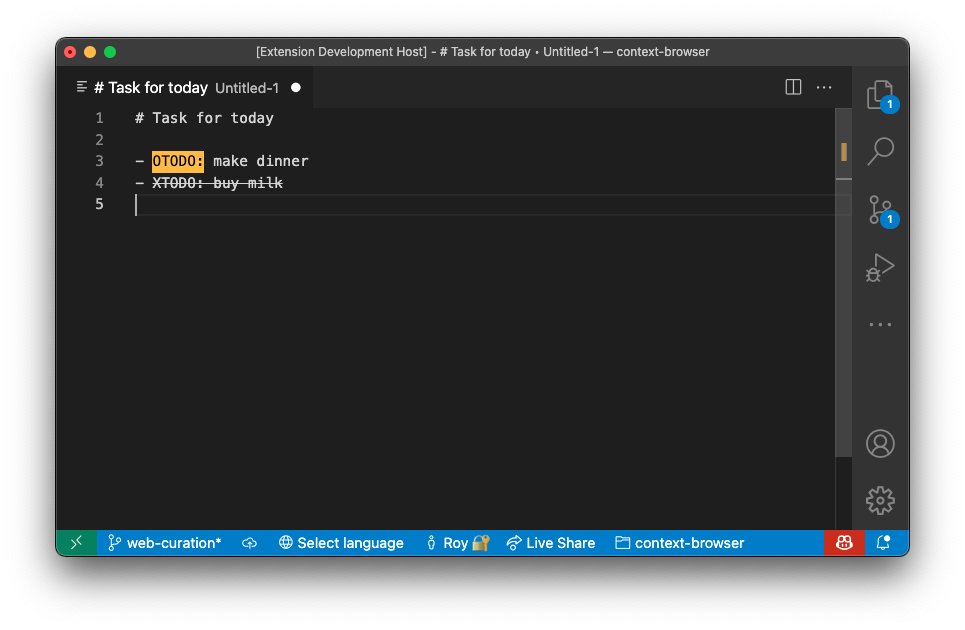 [Extension Development Host] - # Task for today • Untitled-1 — context-browser
# Task for today Untitled-1
1 # Task for today
2
3 - OTODO: make dinner
4 - XTODO: buy milk
5
1
1
web-curation* Select language Roy Live Share context-browser